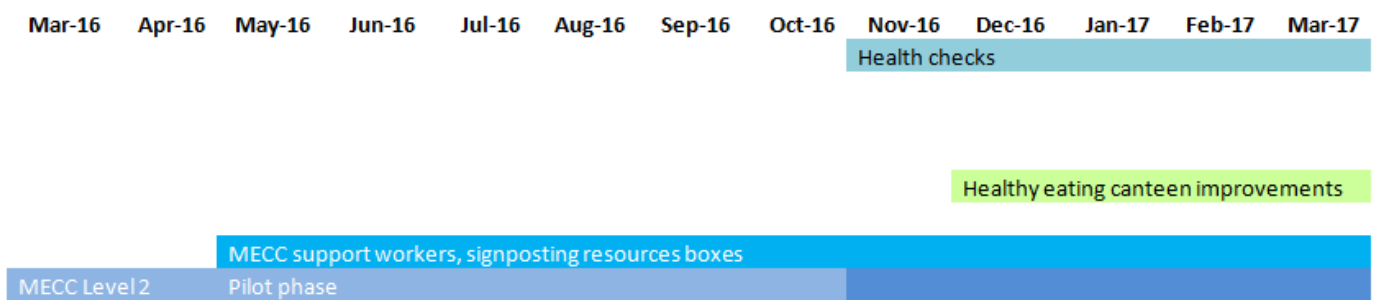 Mar-16 Apr-16 May-16 Jun-16 Jul-16 Aug-16 Sep-16 Oct-16 Nov-16 Dec-16 Jan-17 Feb-17 Mar-17
Health checks
Healthy eating canteen improvements
MECC support workers, signposting resources boxes
MECC Level 2 Pilot phase